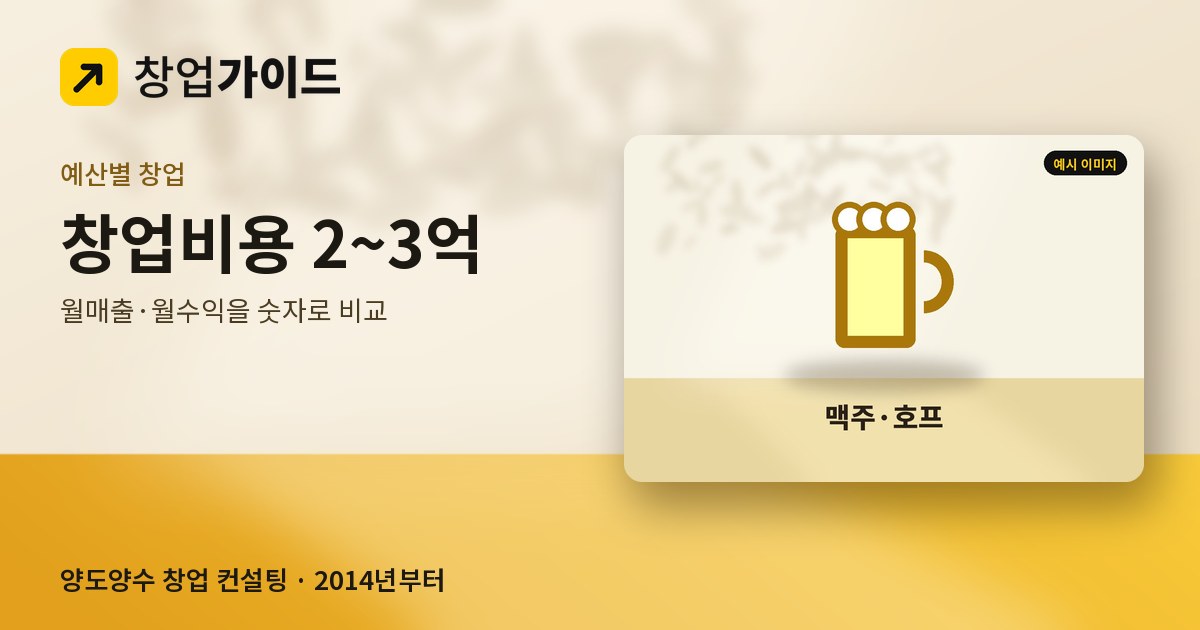 창업가이드
예산별 창업
창업비용 2~3억
월매출·월수익을 숫자로 비교
예시 이미지
맥주·호프
양도양수 창업 컨설팅 · 2014년부터